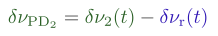 δν_PD₂ = δν₂(t) − δν_r(t)